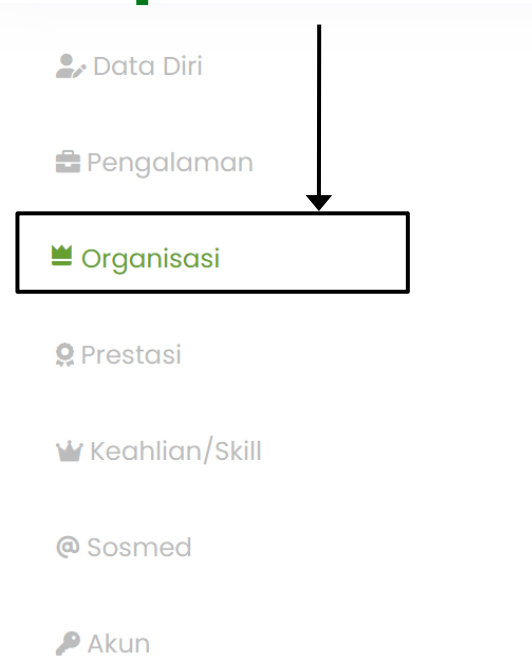 Data Diri
Pengalaman
Organisasi
Prestasi
Keahlian/Skill
Sosmed
Akun